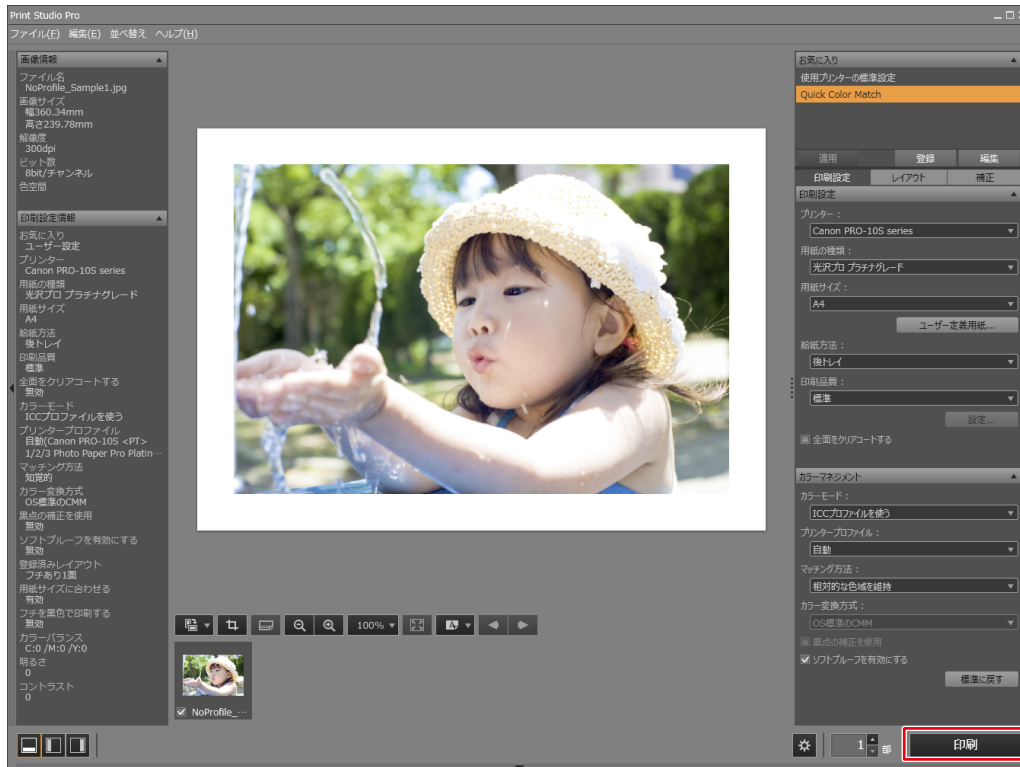 Print Studio Pro
ファイル(F) 編集(E) 並べ替え ヘルプ(H)
画像情報
ファイル名
NoProfile_Sample1.jpg
画像サイズ
幅360.34mm
高さ239.78mm
解像度
300dpi
ビット数
8bit/チャンネル
色空間
印刷設定情報
お気に入り
ユーザー設定
プリンター
Canon PRO-10S series
用紙の種類
光沢プロ プラチナグレード
用紙サイズ
A4
給紙方法
後トレイ
印刷品質
標準
全面をクリアコートする
無効
カラーモード
ICCプロファイルを使う
プリンタープロファイル
自動(Canon PRO-10S <PT>
1/2/3 Photo Paper Pro Platin…
マッチング方法
知覚的
カラー変換方式
OS標準のCMM
黒点の補正を使用
無効
ソフトプルーフを有効にする
無効
登録済みレイアウト
フチあり1面
用紙サイズに合わせる
有効
フチを黒色で印刷する
無効
カラーバランス
C:0 /M:0 /Y:0
明るさ
0
コントラスト
0
100%
NoProfile_…
お気に入り
使用プリンターの標準設定
Quick Color Match
適用 登録 編集
印刷設定 レイアウト 補正
印刷設定
プリンター：
Canon PRO-10S series
用紙の種類：
光沢プロ プラチナグレード
用紙サイズ：
A4
ユーザー定義用紙...
給紙方法：
後トレイ
印刷品質：
標準
設定...
全面をクリアコートする
カラーマネジメント
カラーモード：
ICCプロファイルを使う
プリンタープロファイル：
自動
マッチング方法：
相対的な色域を維持
カラー変換方式：
OS標準のCMM
黒点の補正を使用
ソフトプルーフを有効にする
標準に戻す
1 部
印刷